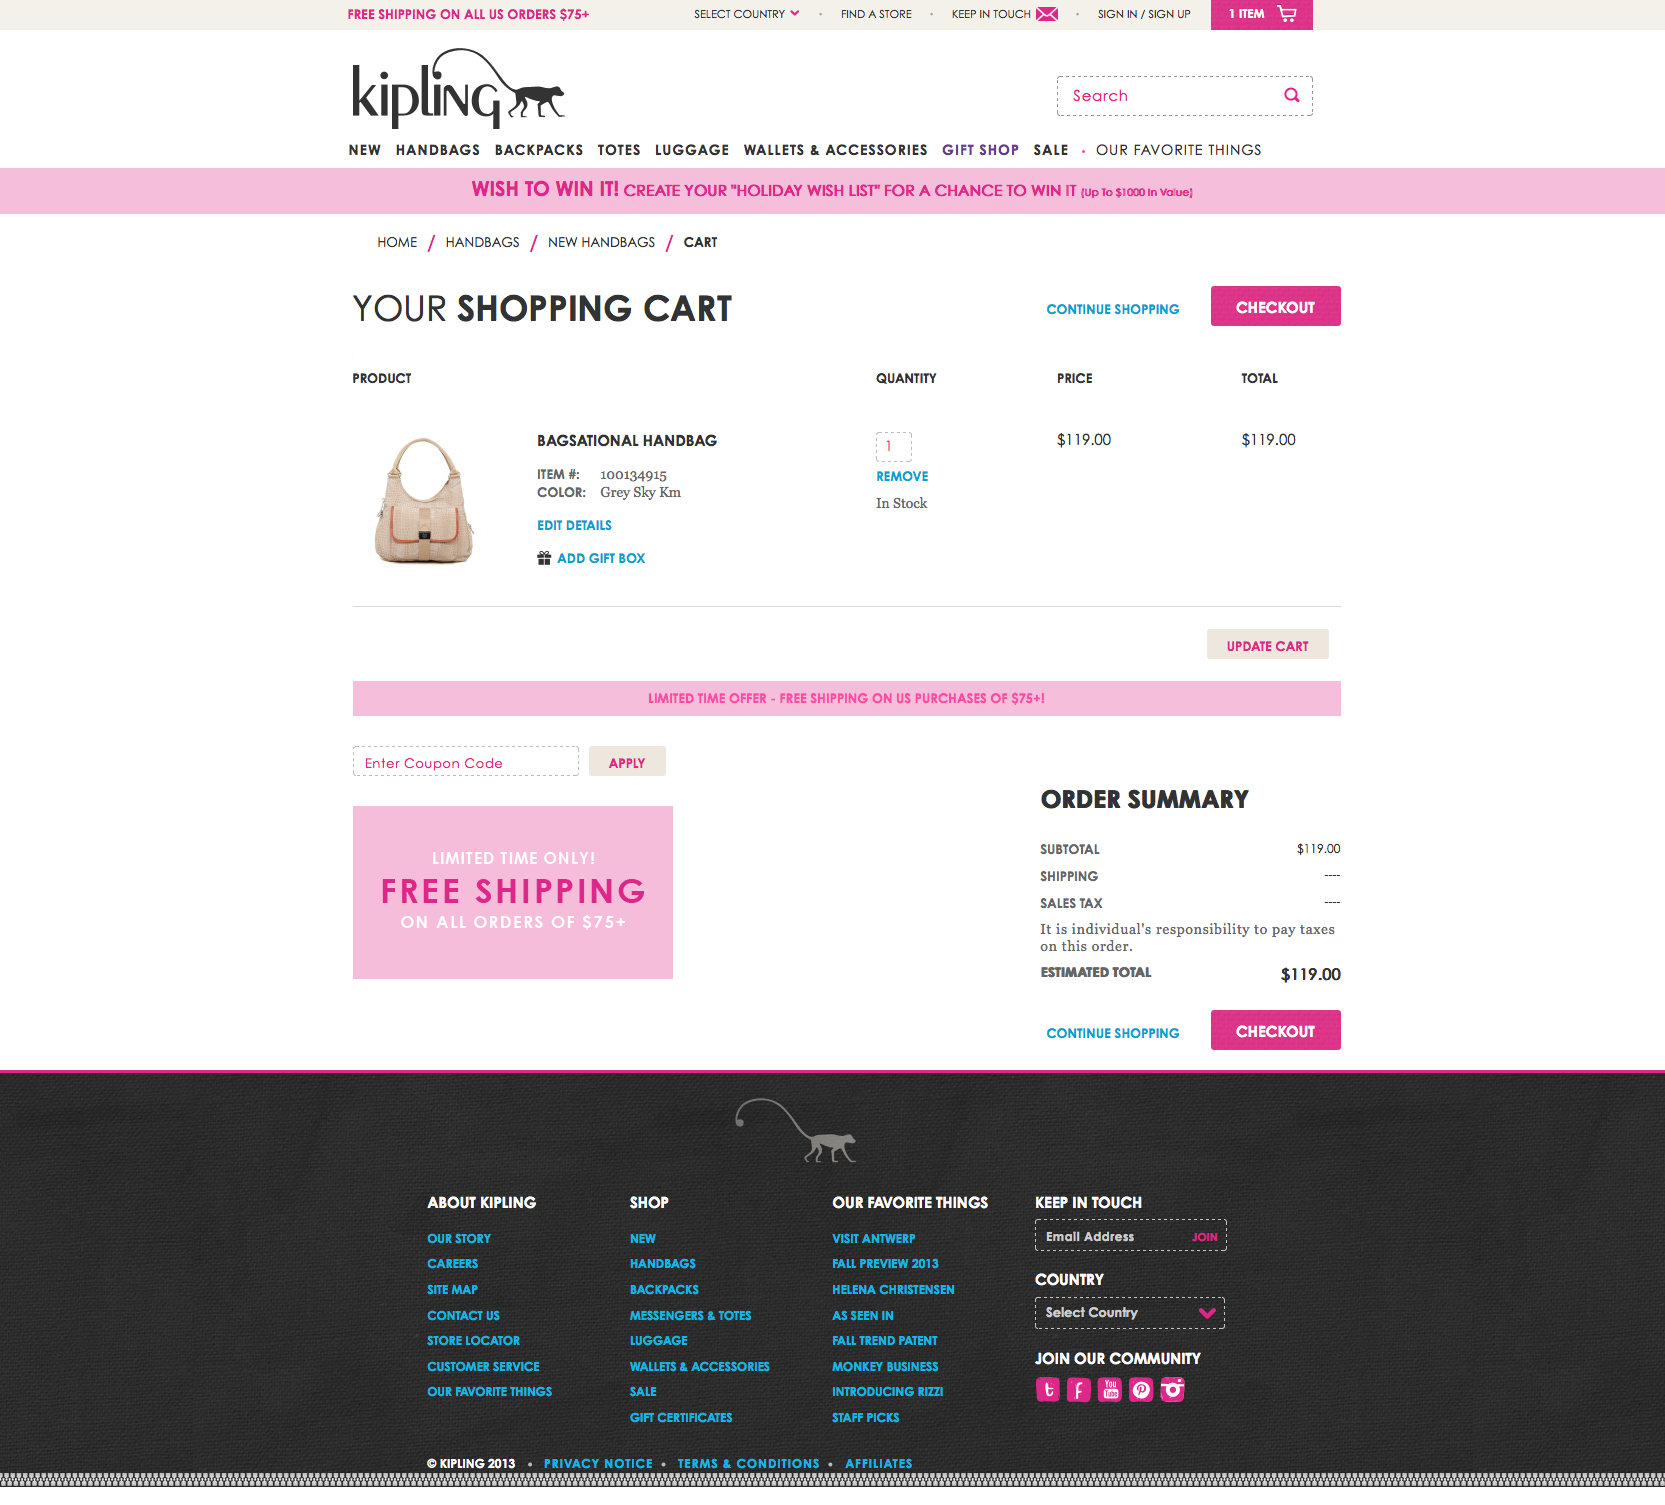 FREE SHIPPING ON ALL US ORDERS $75+ SELECT COUNTRY • FIND A STORE • KEEP IN TOUCH • SIGN IN / SIGN UP 1 ITEM
kipling
Search
NEW HANDBAGS BACKPACKS TOTES LUGGAGE WALLETS & ACCESSORIES GIFT SHOP SALE • OUR FAVORITE THINGS
WISH TO WIN IT! CREATE YOUR "HOLIDAY WISH LIST" FOR A CHANCE TO WIN IT (Up To $1000 In Value)
HOME / HANDBAGS / NEW HANDBAGS / CART
YOUR SHOPPING CART CONTINUE SHOPPING CHECKOUT
PRODUCT QUANTITY PRICE TOTAL
BAGSATIONAL HANDBAG 1 $119.00 $119.00
ITEM #: 100134915 REMOVE
COLOR: Grey Sky Km In Stock
EDIT DETAILS
ADD GIFT BOX
UPDATE CART
LIMITED TIME OFFER - FREE SHIPPING ON US PURCHASES OF $75+!
Enter Coupon Code APPLY
LIMITED TIME ONLY!
FREE SHIPPING
ON ALL ORDERS OF $75+
ORDER SUMMARY
SUBTOTAL $119.00
SHIPPING ----
SALES TAX ----
It is individual's responsibility to pay taxes
on this order.
ESTIMATED TOTAL $119.00
CONTINUE SHOPPING CHECKOUT
ABOUT KIPLING
OUR STORY
CAREERS
SITE MAP
CONTACT US
STORE LOCATOR
CUSTOMER SERVICE
OUR FAVORITE THINGS
SHOP
NEW
HANDBAGS
BACKPACKS
MESSENGERS & TOTES
LUGGAGE
WALLETS & ACCESSORIES
SALE
GIFT CERTIFICATES
OUR FAVORITE THINGS
VISIT ANTWERP
FALL PREVIEW 2013
HELENA CHRISTENSEN
AS SEEN IN
FALL TREND PATENT
MONKEY BUSINESS
INTRODUCING RIZZI
STAFF PICKS
KEEP IN TOUCH
Email Address JOIN
COUNTRY
Select Country
JOIN OUR COMMUNITY
t f You Tube P
© KIPLING 2013 • PRIVACY NOTICE • TERMS & CONDITIONS • AFFILIATES